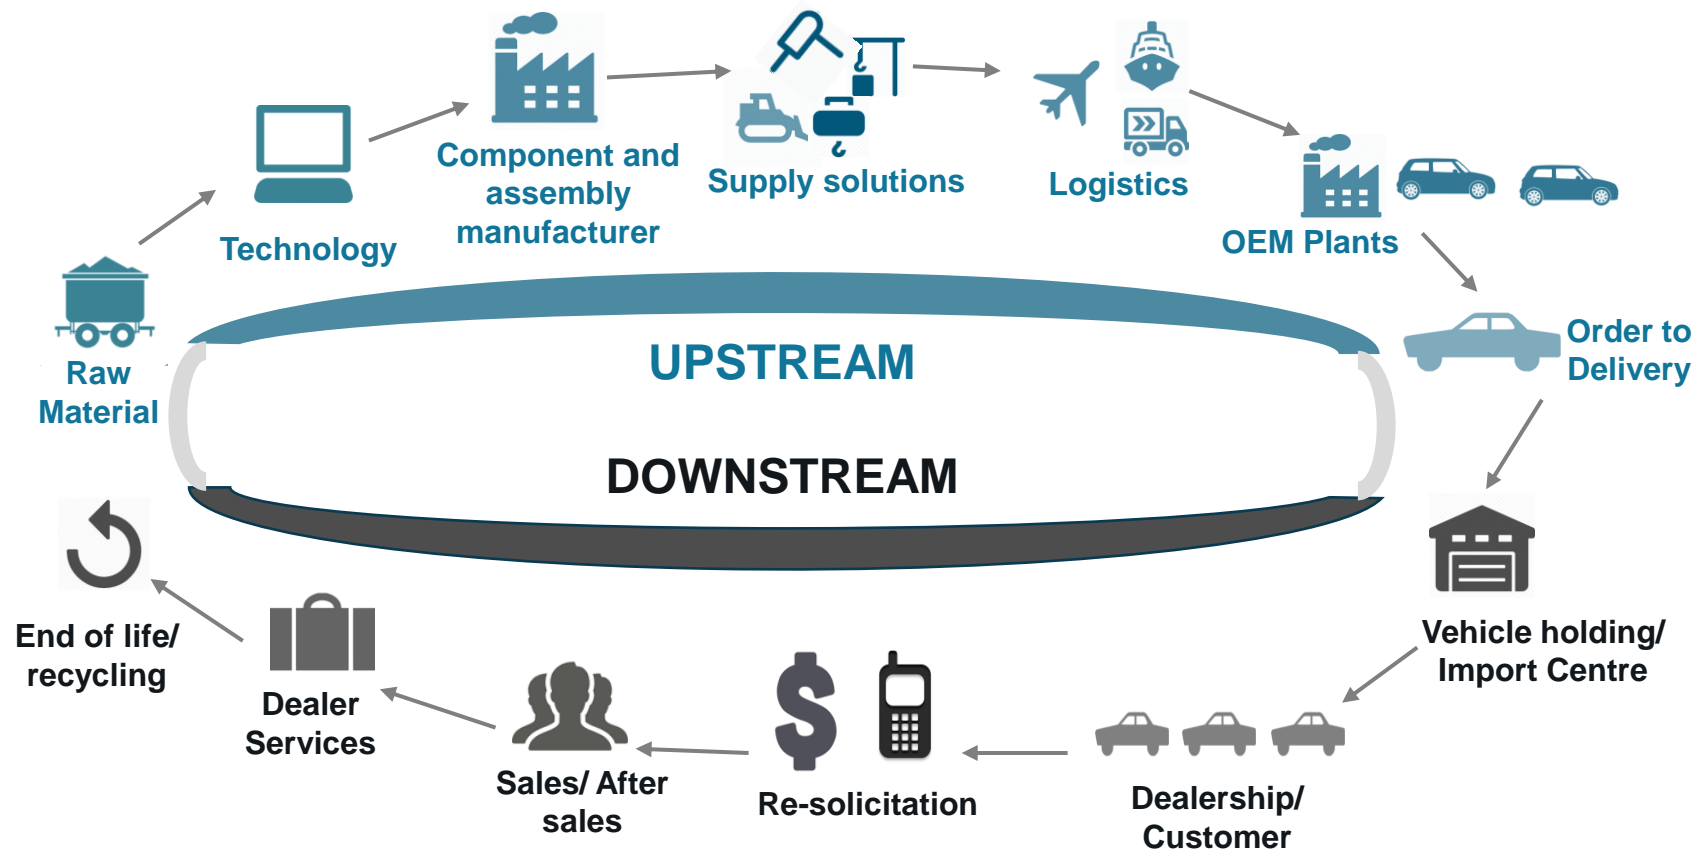 Component and
assembly
manufacturer
Supply solutions
Logistics
Technology
OEM Plants
Raw
Material
UPSTREAM
Order to
Delivery
DOWNSTREAM
End of life/
recycling
Vehicle holding/
Import Centre
Dealer
Services
Sales/ After
sales
Re-solicitation
Dealership/
Customer